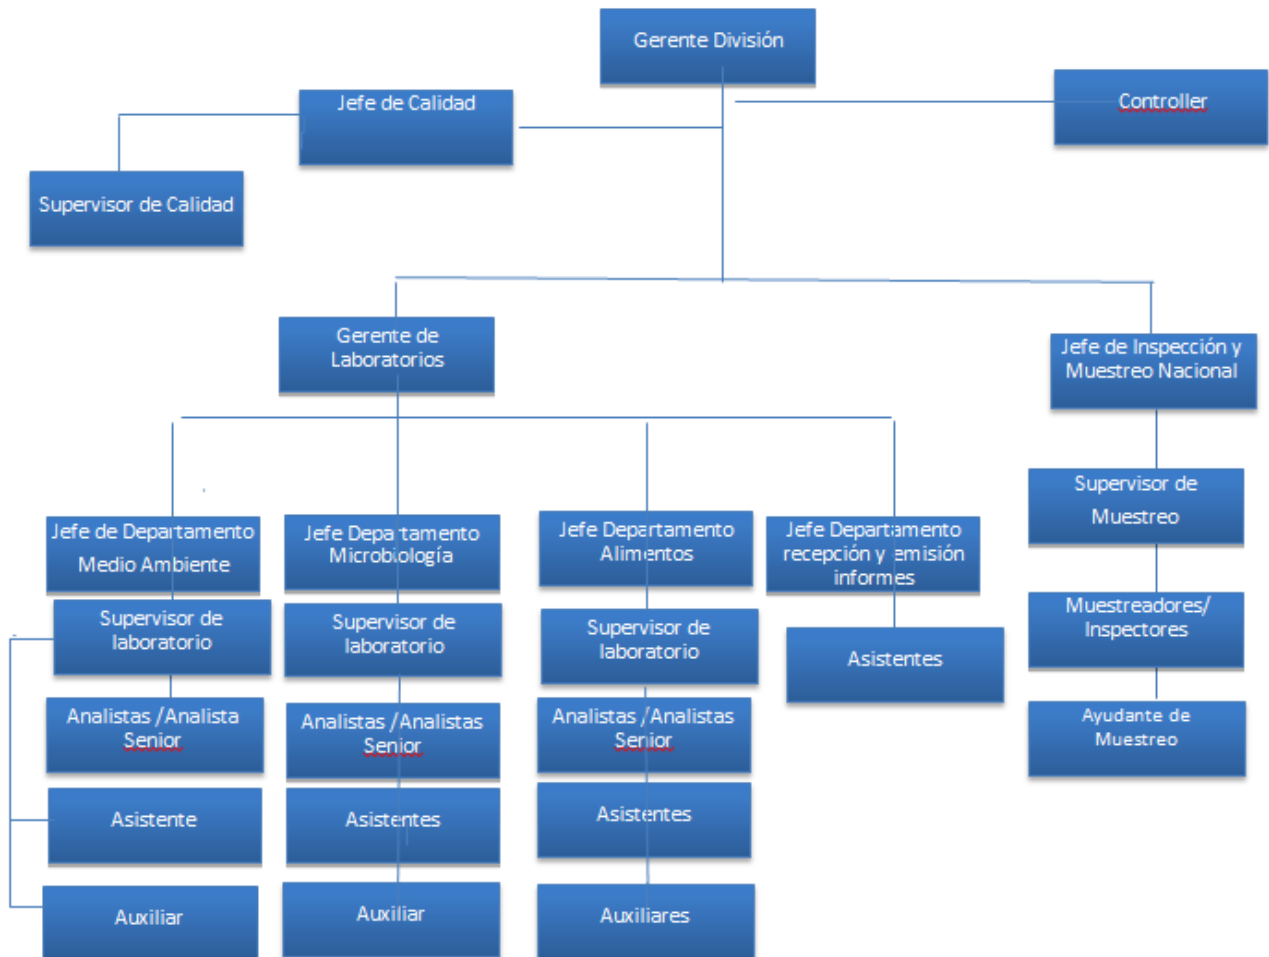 Gerente División
Jefe de Calidad
Controller
Supervisor de Calidad
Gerente de
Laboratorios
Jefe de Inspección y
Muestreo Nacional
Supervisor de
Muestreo
Jefe de Departamento
Medio Ambiente
Jefe Departamento
Microbiología
Jefe Departamento
Alimentos
Jefe Departamento
recepción y emisión
informes
Muestreadores/
Inspectores
Supervisor de
laboratorio
Supervisor de
laboratorio
Supervisor de
laboratorio
Asistentes
Analistas /Analista
Senior
Analistas /Analistas
Senior
Analistas /Analistas
Senior
Ayudante de
Muestreo
Asistente
Asistentes
Asistentes
Auxiliar
Auxiliar
Auxiliares